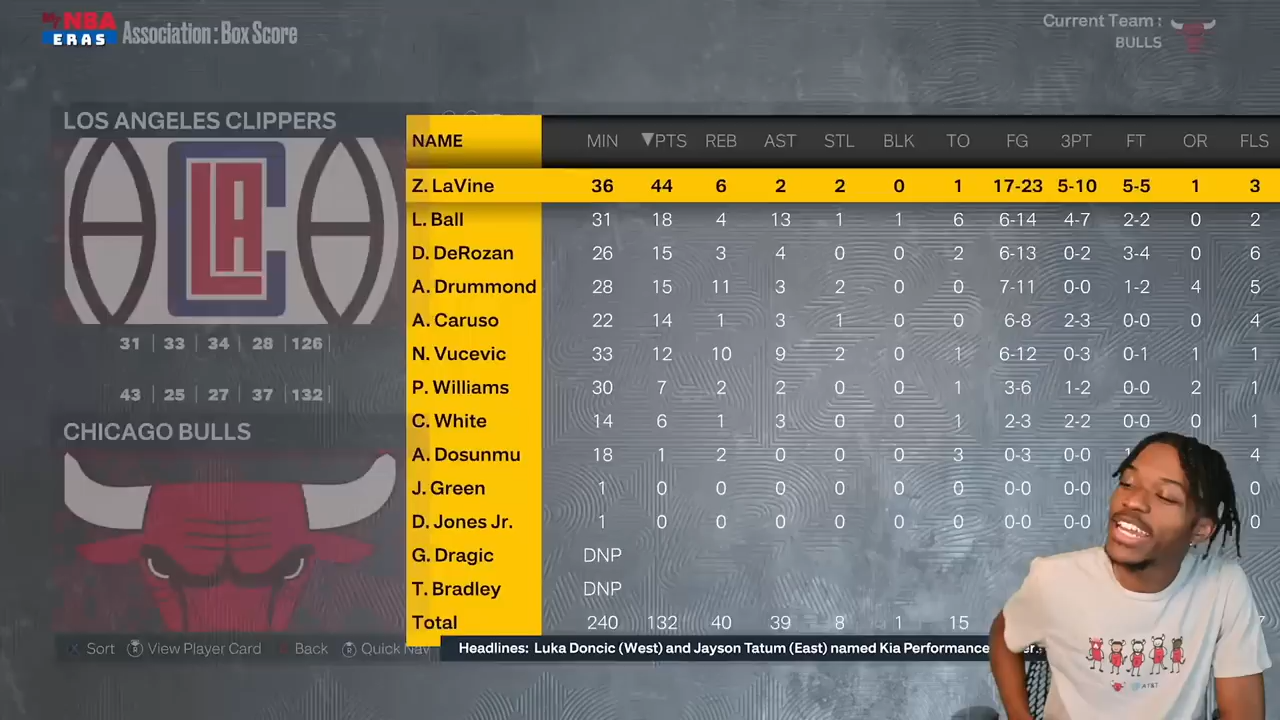 My NBA ERAS Association: Box Score
Current Team :
BULLS
LOS ANGELES CLIPPERS
LA
31 | 33 | 34 | 28 | 126
43 | 25 | 27 | 37 | 132
CHICAGO BULLS
NAME MIN ▼PTS REB AST STL BLK TO FG 3PT FT OR FLS
Z. LaVine 36 44 6 2 2 0 1 17-23 5-10 5-5 1 3
L. Ball 31 18 4 13 1 1 6 6-14 4-7 2-2 0 2
D. DeRozan 26 15 3 4 0 0 2 6-13 0-2 3-4 0 6
A. Drummond 28 15 11 3 2 0 0 7-11 0-0 1-2 4 5
A. Caruso 22 14 1 3 1 0 0 6-8 2-3 0-0 0 4
N. Vucevic 33 12 10 9 2 0 1 6-12 0-3 0-1 1 1
P. Williams 30 7 2 2 0 0 1 3-6 1-2 0-0 2 1
C. White 14 6 1 3 0 0 1 2-3 2-2 0-0 0 1
A. Dosunmu 18 1 2 0 0 0 3 0-3 0-0 4
J. Green 1 0 0 0 0 0 0 0-0 0-0 0
D. Jones Jr. 1 0 0 0 0 0 0 0-0 0-0 0
G. Dragic DNP
T. Bradley DNP
Total 240 132 40 39 8 1 15
Sort View Player Card Back Quick Nav
Headlines: Luka Doncic (West) and Jayson Tatum (East) named Kia Performance
AT&T